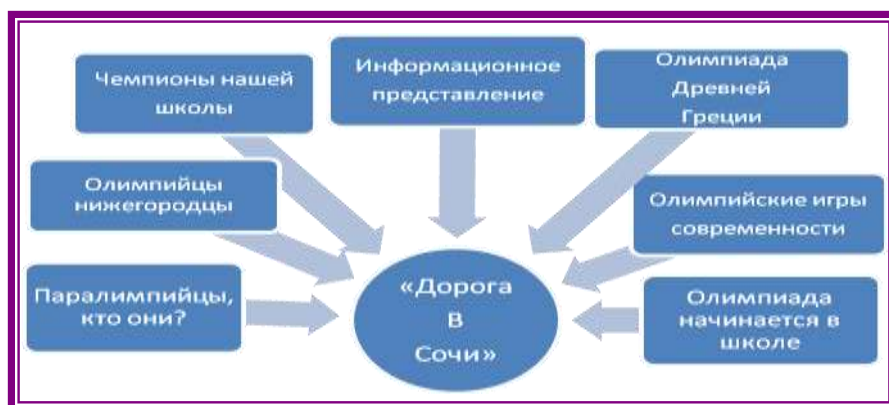 Чемпионы нашей
школы
Информационное
представление
Олимпиада
Древней
Греции
Олимпийцы
нижегородцы
Олимпийские игры
современности
Паралимпийцы,
кто они?
«Дорога
В
Сочи»
Олимпиада
начинается в
школе